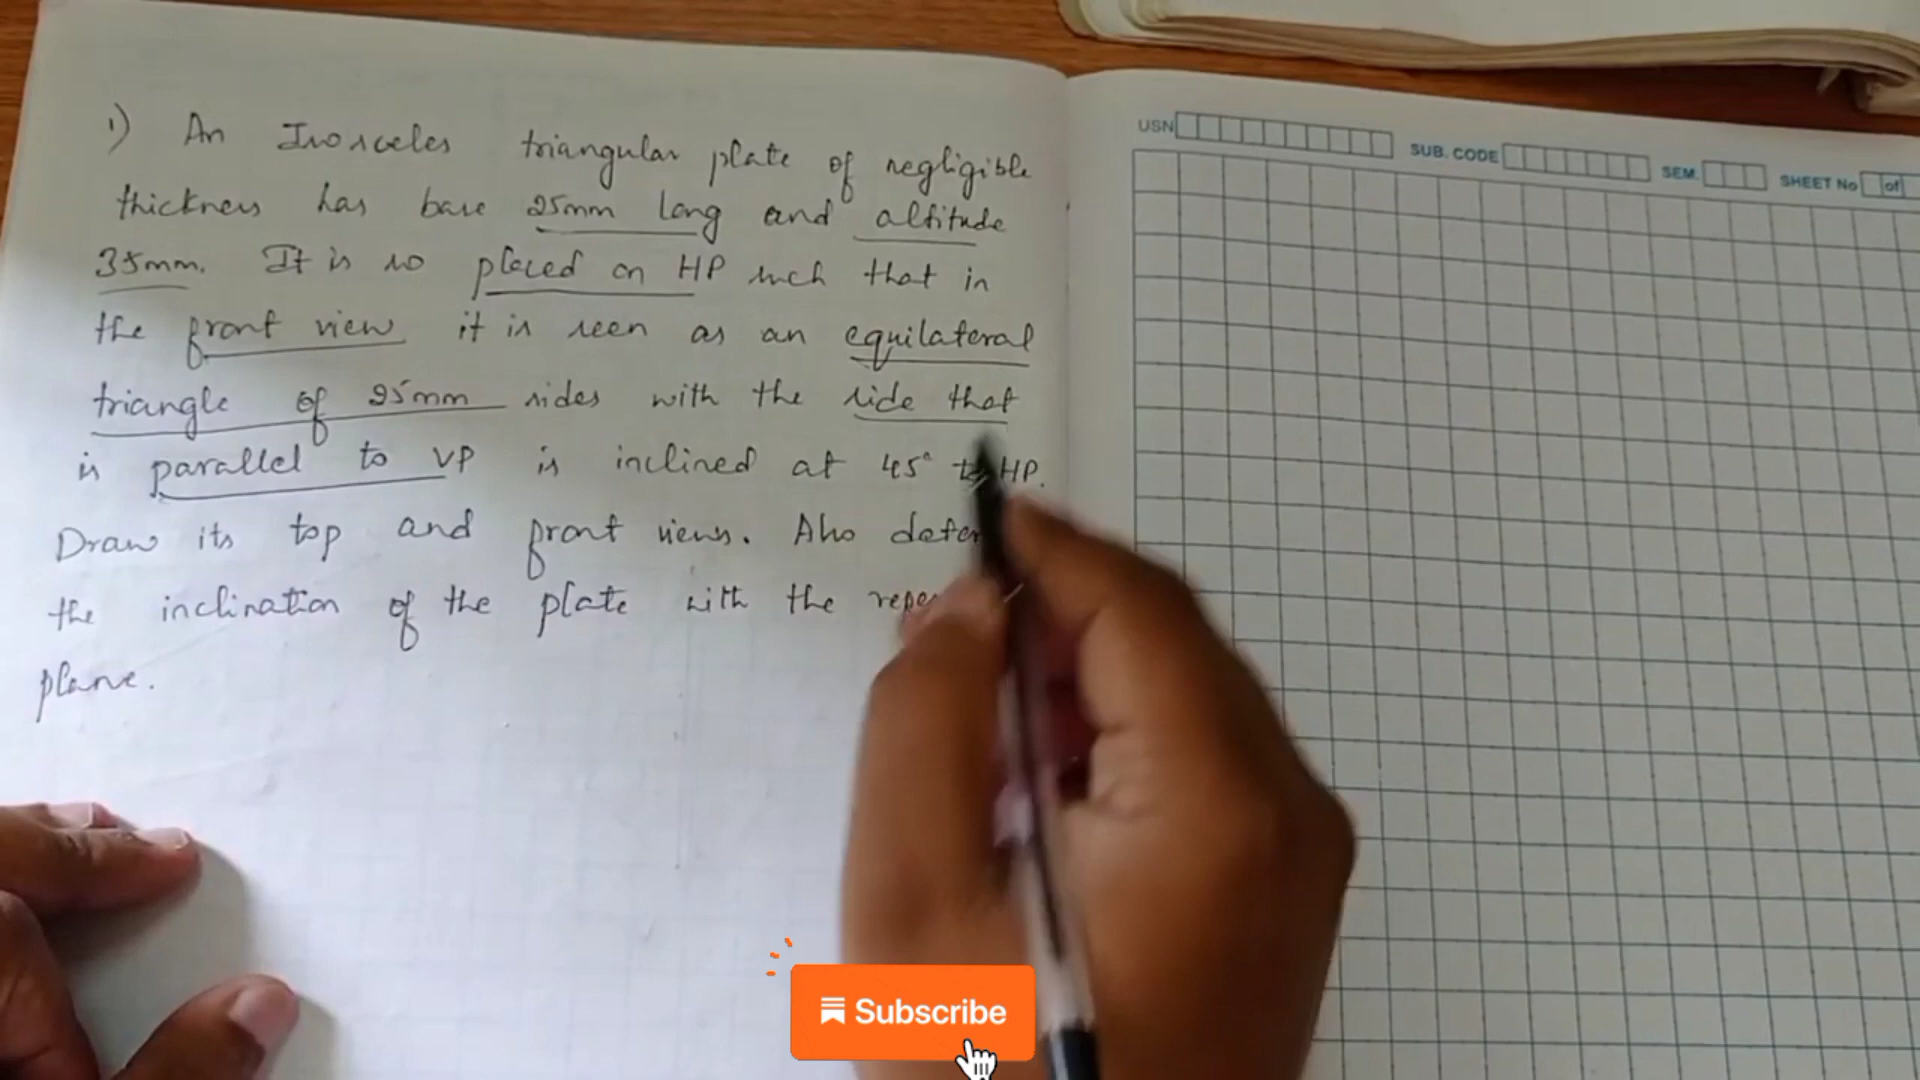 1) An Isosceles triangular plate of negligible
thickness has base 25mm long and altitude
35mm. It is so placed on HP such that in
the front view it is seen as an equilateral
triangle of 25mm sides with the side that
is parallel to VP is inclined at 45° to HP.
Draw its top and front views. Also
the inclination of the plate with the
plane.
USN
SUB. CODE
SEM.
SHEET No of
Subscribe